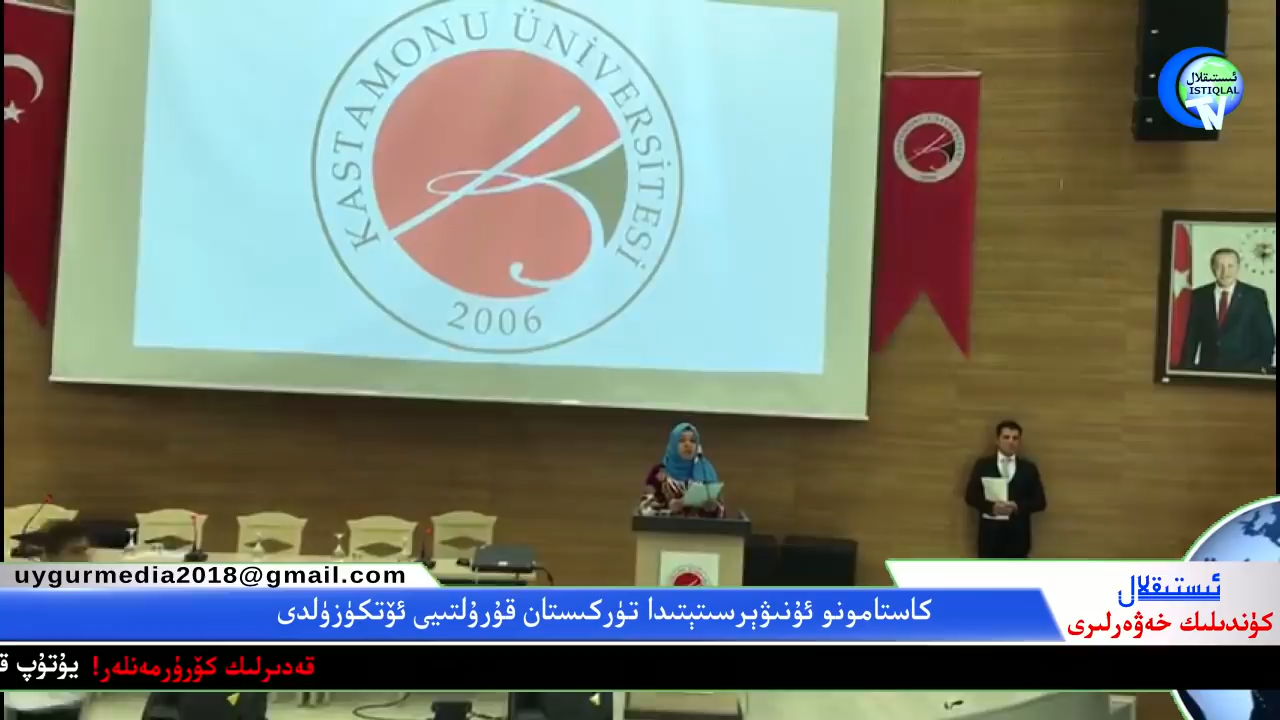 KASTAMONU ÜNİVERSİTESİ
2006
ئىستىقلال
ISTIQLAL
TV
uygurmedia2018@gmail.com
كاستامونو ئۇنىۋېرسىتېتىدا تۈركىستان قۇرۇلتىيى ئۆتكۈزۈلدى
ئىستىقلال
كۈندىلىك خەۋەرلىرى
قەدىرلىك كۆرۈرمەنلەر! يۇتۇپ ق